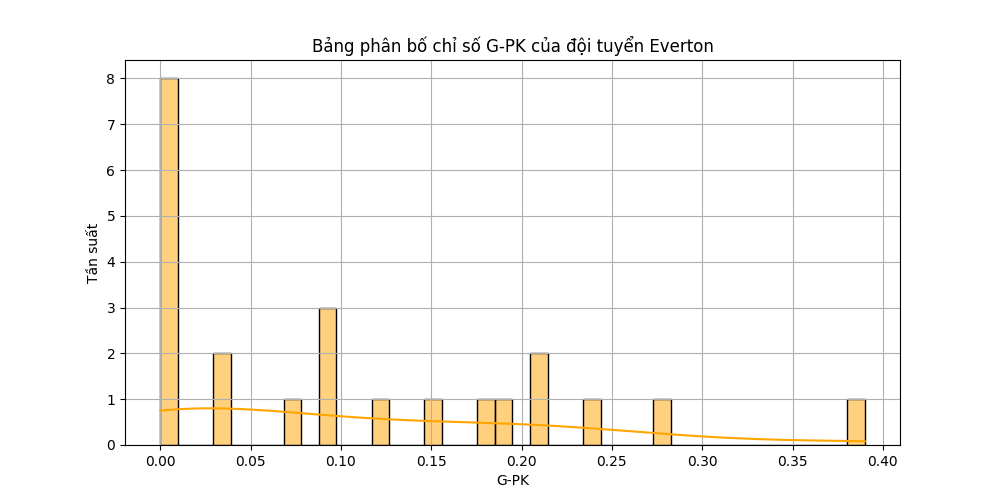 Bảng phân bố chỉ số G-PK của đội tuyển Everton
Tần suất
8
7
6
5
4
3
2
1
0
0.00 0.05 0.10 0.15 0.20 0.25 0.30 0.35 0.40
G-PK